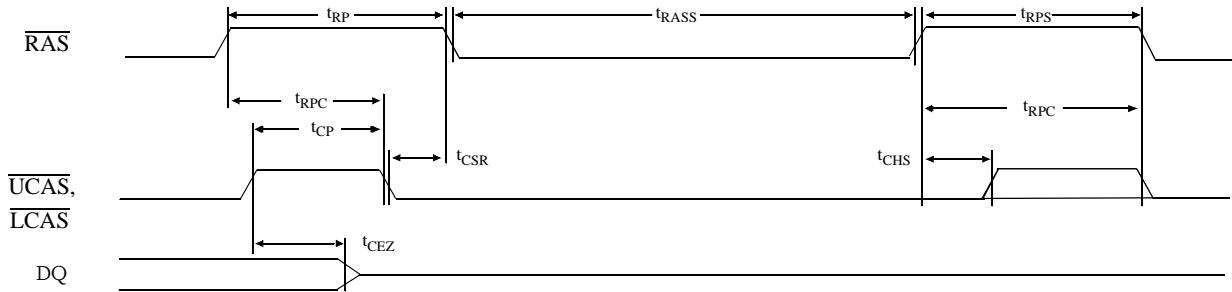 tRP tRASS tRPS
RAS
tRPC tRPC
tCP
tCSR tCHS
UCAS,
LCAS
tCEZ
DQ